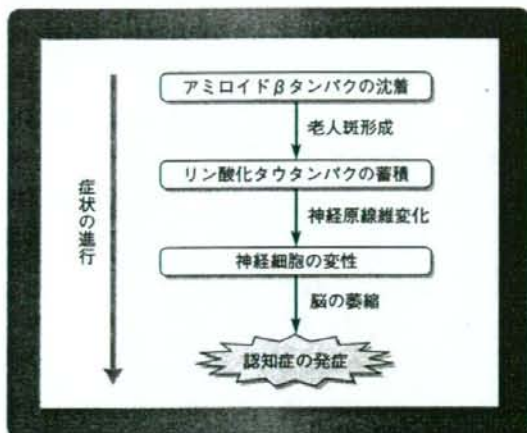 アミロイドβタンパクの沈着
老人斑形成
リン酸化タウタンパクの蓄積
神経原線維変化
神経細胞の変性
脳の萎縮
認知症の発症
症状の進行